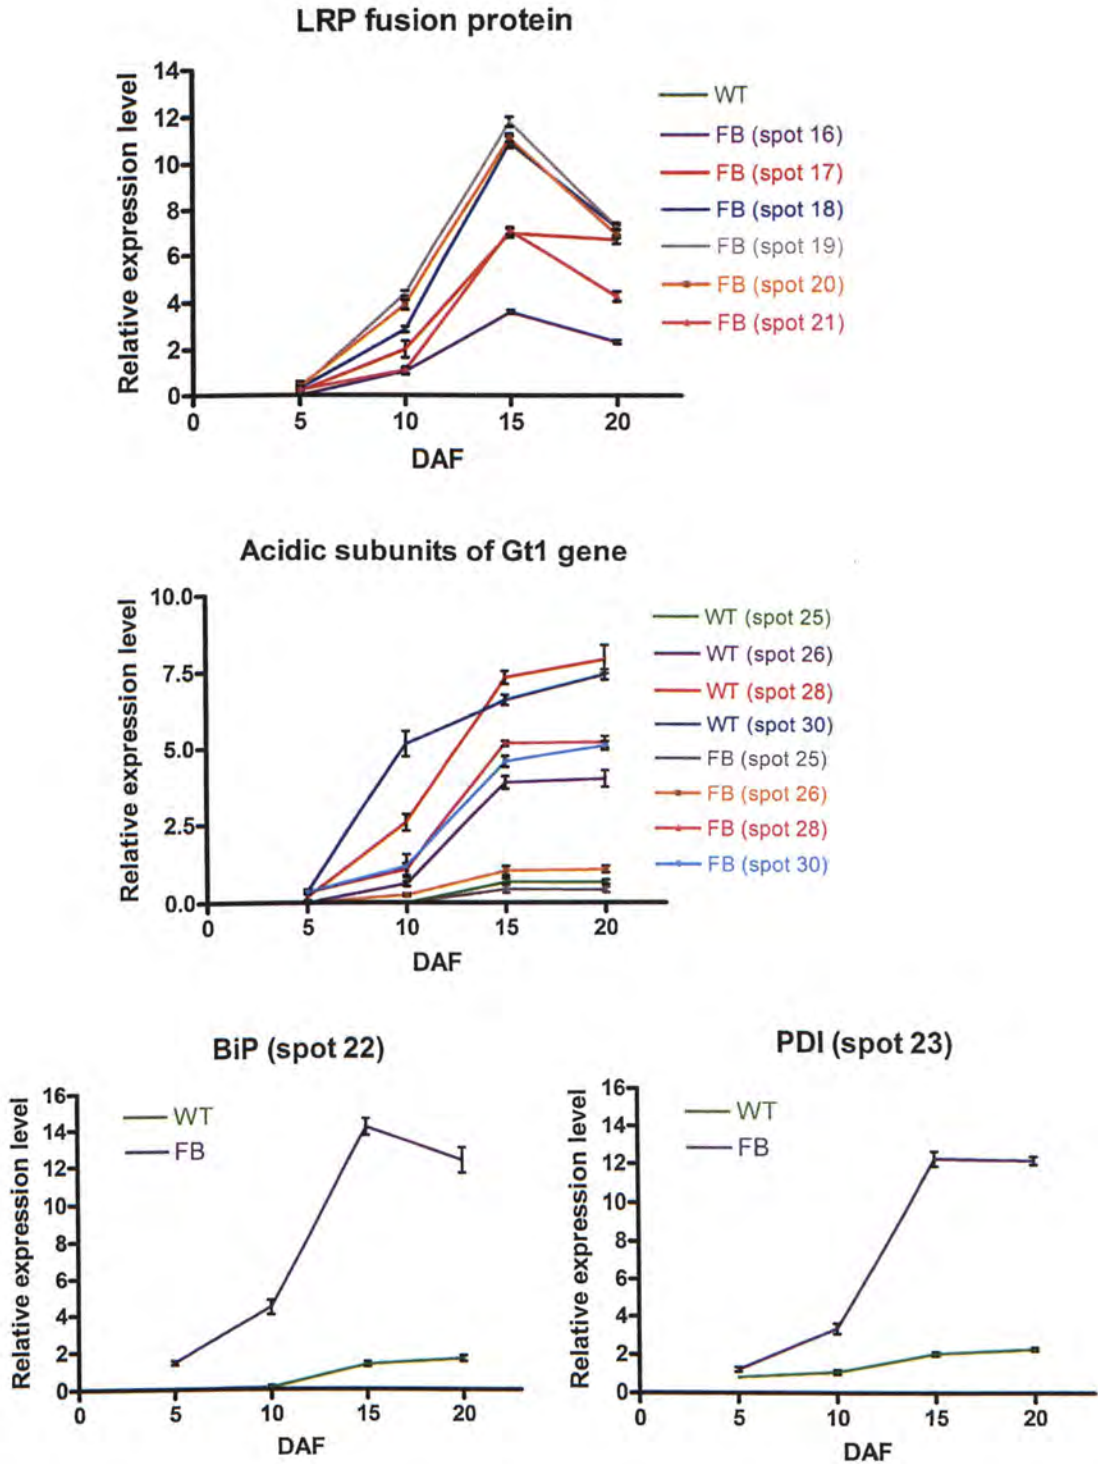 LRP fusion protein
Relative expression level
14
12
10
8
6
4
2
0
0 5 10 15 20
DAF
WT
FB (spot 16)
FB (spot 17)
FB (spot 18)
FB (spot 19)
FB (spot 20)
FB (spot 21)
Acidic subunits of Gt1 gene
Relative expression level
10.0
7.5
5.0
2.5
0.0
0 5 10 15 20
DAF
WT (spot 25)
WT (spot 26)
WT (spot 28)
WT (spot 30)
FB (spot 25)
FB (spot 26)
FB (spot 28)
FB (spot 30)
BiP (spot 22)
Relative expression level
16
14
12
10
8
6
4
2
0
0 5 10 15 20
DAF
WT
FB
PDI (spot 23)
Relative expression level
16
14
12
10
8
6
4
2
0
0 5 10 15 20
DAF
WT
FB